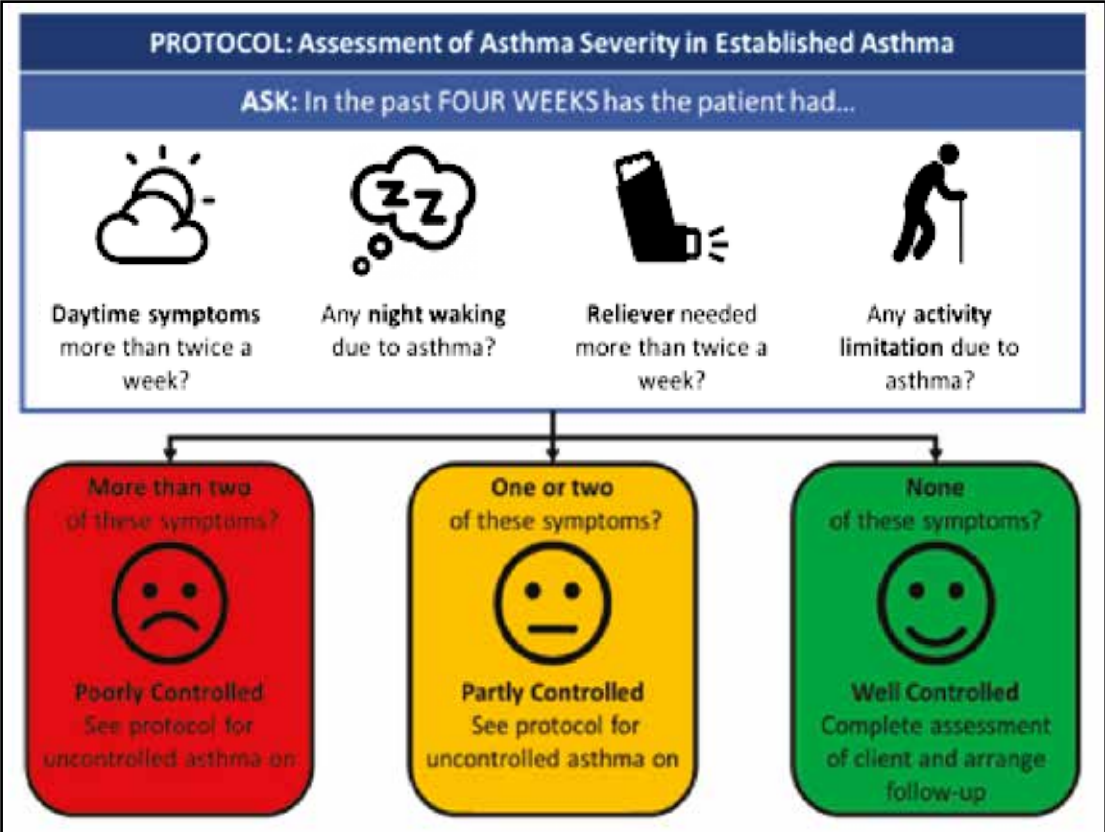 PROTOCOL: Assessment of Asthma Severity in Established Asthma
ASK: In the past FOUR WEEKS has the patient had...
z z
Daytime symptoms
more than twice a
week?
Any night waking
due to asthma?
Reliever needed
more than twice a
week?
Any activity
limitation due to
asthma?
More than two
of these symptoms?
Poorly Controlled
See protocol for
uncontrolled asthma on
One or two
of these symptoms?
Partly Controlled
See protocol for
uncontrolled asthma on
None
of these symptoms?
Well Controlled
Complete assessment
of client and arrange
follow-up